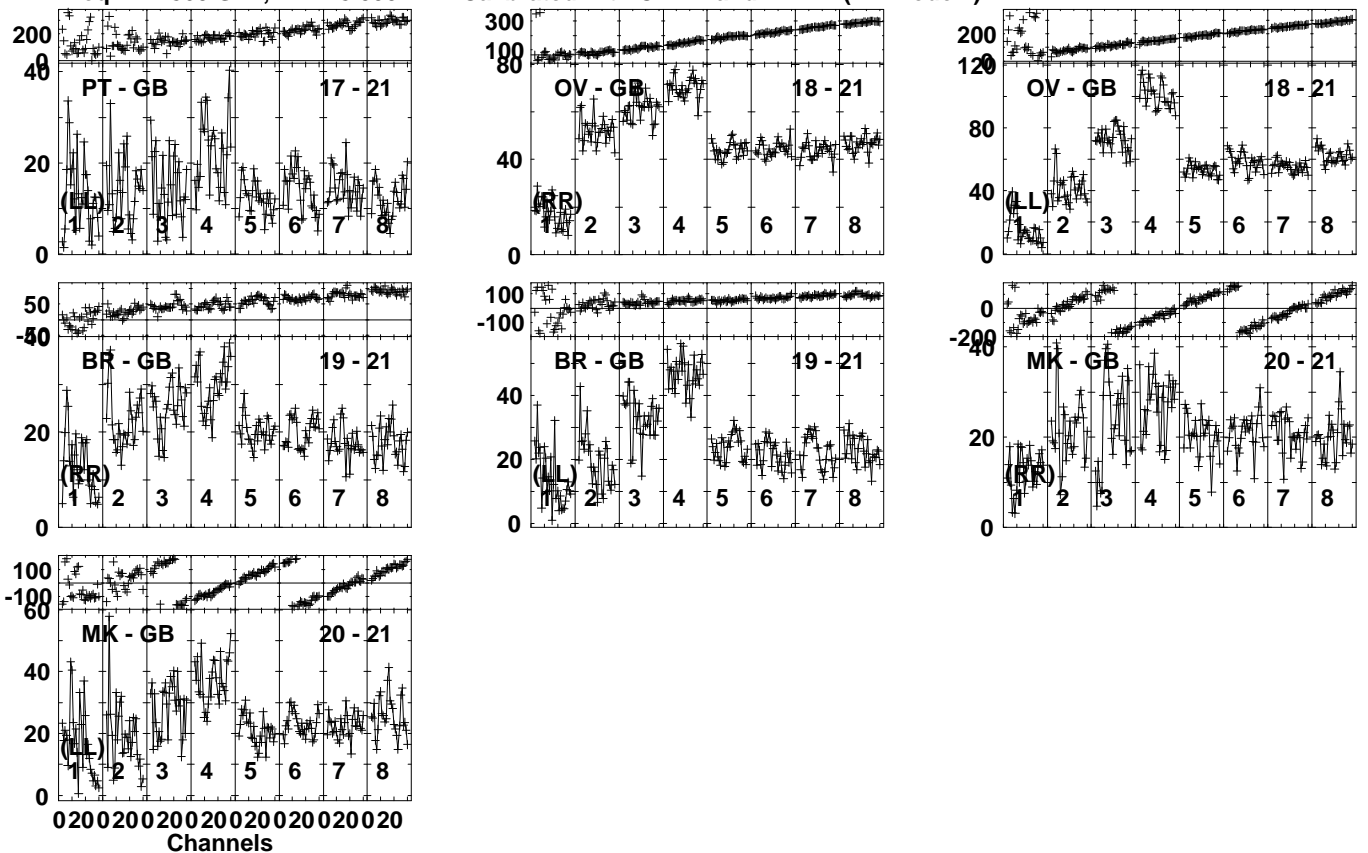 200
0
40
20
0
PT - GB
17 - 21
(LL)
1 2 3 4 5 6 7 8
300
100
80
40
0
OV - GB
18 - 21
(RR)
1 2 3 4 5 6 7 8
200
0
120
80
40
0
OV - GB
18 - 21
(LL)
1 2 3 4 5 6 7 8
50
-50
40
20
0
BR - GB
19 - 21
(RR)
1 2 3 4 5 6 7 8
100
-100
40
20
0
BR - GB
19 - 21
(LL)
1 2 3 4 5 6 7 8
0
-200
40
20
0
MK - GB
20 - 21
(RR)
1 2 3 4 5 6 7 8
100
-100
60
40
20
0
MK - GB
20 - 21
(LL)
1 2 3 4 5 6 7 8
0 20 0 20 0 20 0 20 0 20 0 20 0 20 0 20
Channels